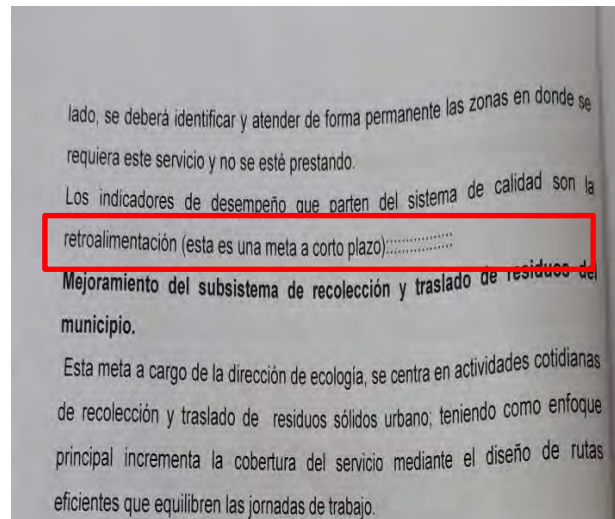 lado, se deberá identificar y atender de forma permanente las zonas en donde se
requiera este servicio y no se esté prestando.
Los indicadores de desempeño que parten del sistema de calidad son la
retroalimentación (esta es una meta a corto plazo):::::::::::::::::
Mejoramiento del subsistema de recolección y traslado de residuos del
municipio.
Esta meta a cargo de la dirección de ecología, se centra en actividades cotidianas
de recolección y traslado de residuos sólidos urbano; teniendo como enfoque
principal incrementa la cobertura del servicio mediante el diseño de rutas
eficientes que equilibren las jornadas de trabajo.